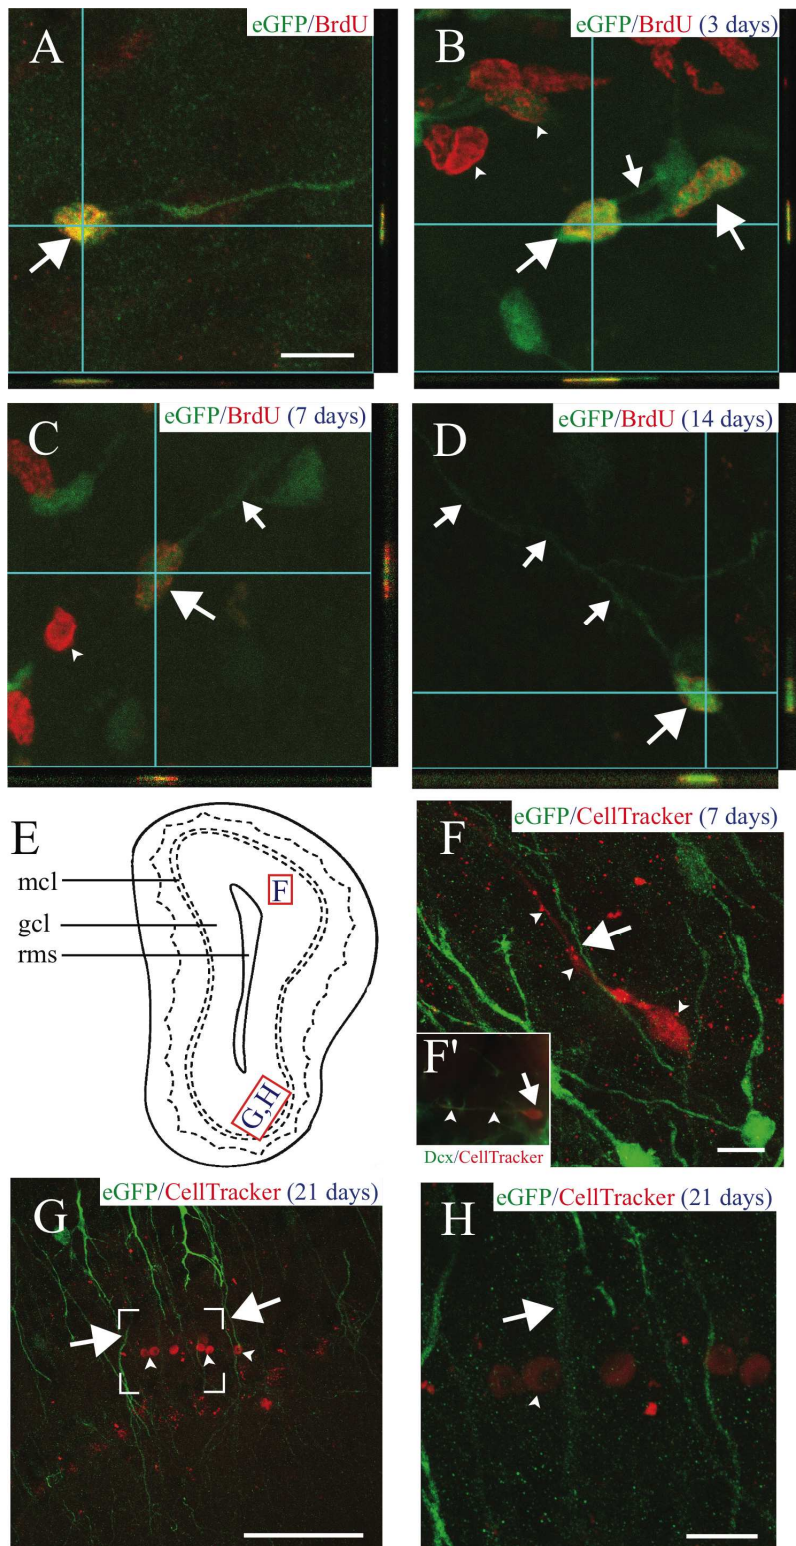 A
eGFP/BrdU
B
eGFP/BrdU (3 days)
C
eGFP/BrdU (7 days)
D
eGFP/BrdU (14 days)
E
mcl
gcl
rms
F
G,H
F
eGFP/CellTracker (7 days)
F'
Dcx/CellTracker
G
eGFP/CellTracker (21 days)
H
eGFP/CellTracker (21 days)